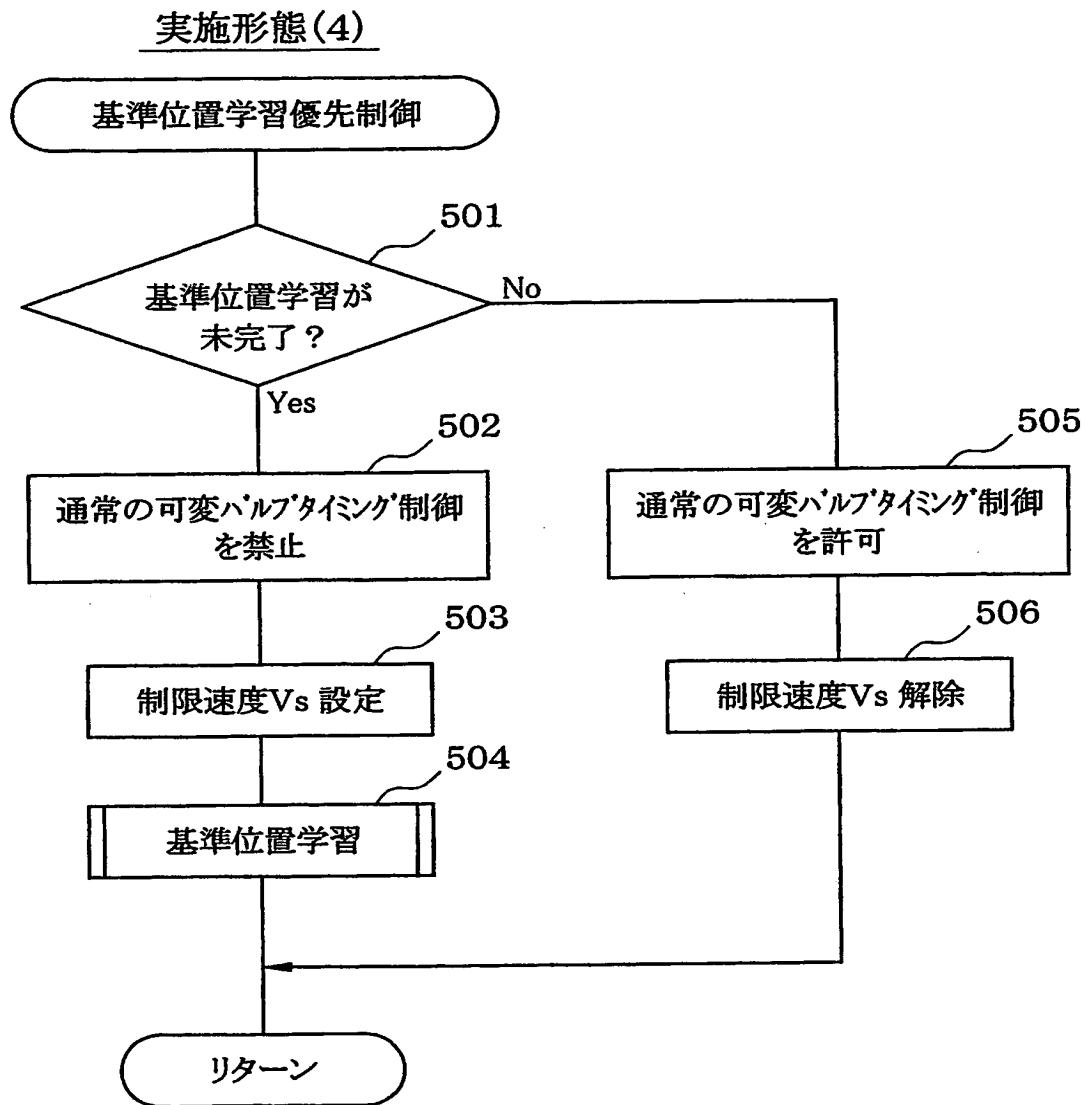 実施形態(4)
基準位置学習優先制御
501
基準位置学習が
未完了?
No
Yes
502
通常の可変バルブタイミング制御
を禁止
503
制限速度Vs 設定
504
基準位置学習
505
通常の可変バルブタイミング制御
を許可
506
制限速度Vs 解除
リターン